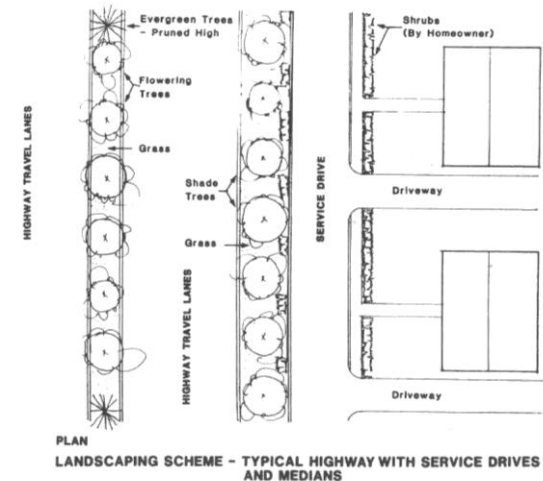 Evergreen Trees
- Pruned High
Flowering
Trees
Grass
HIGHWAY TRAVEL LANES
Shade
Trees
Grass
HIGHWAY TRAVEL LANES
SERVICE DRIVE
Shrubs
(By Homeowner)
Driveway
Driveway
PLAN
LANDSCAPING SCHEME - TYPICAL HIGHWAY WITH SERVICE DRIVES
AND MEDIANS